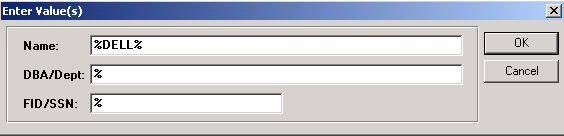 Enter Value(s)
Name: %DELL% OK
DBA/Dept: % Cancel
FID/SSN: %